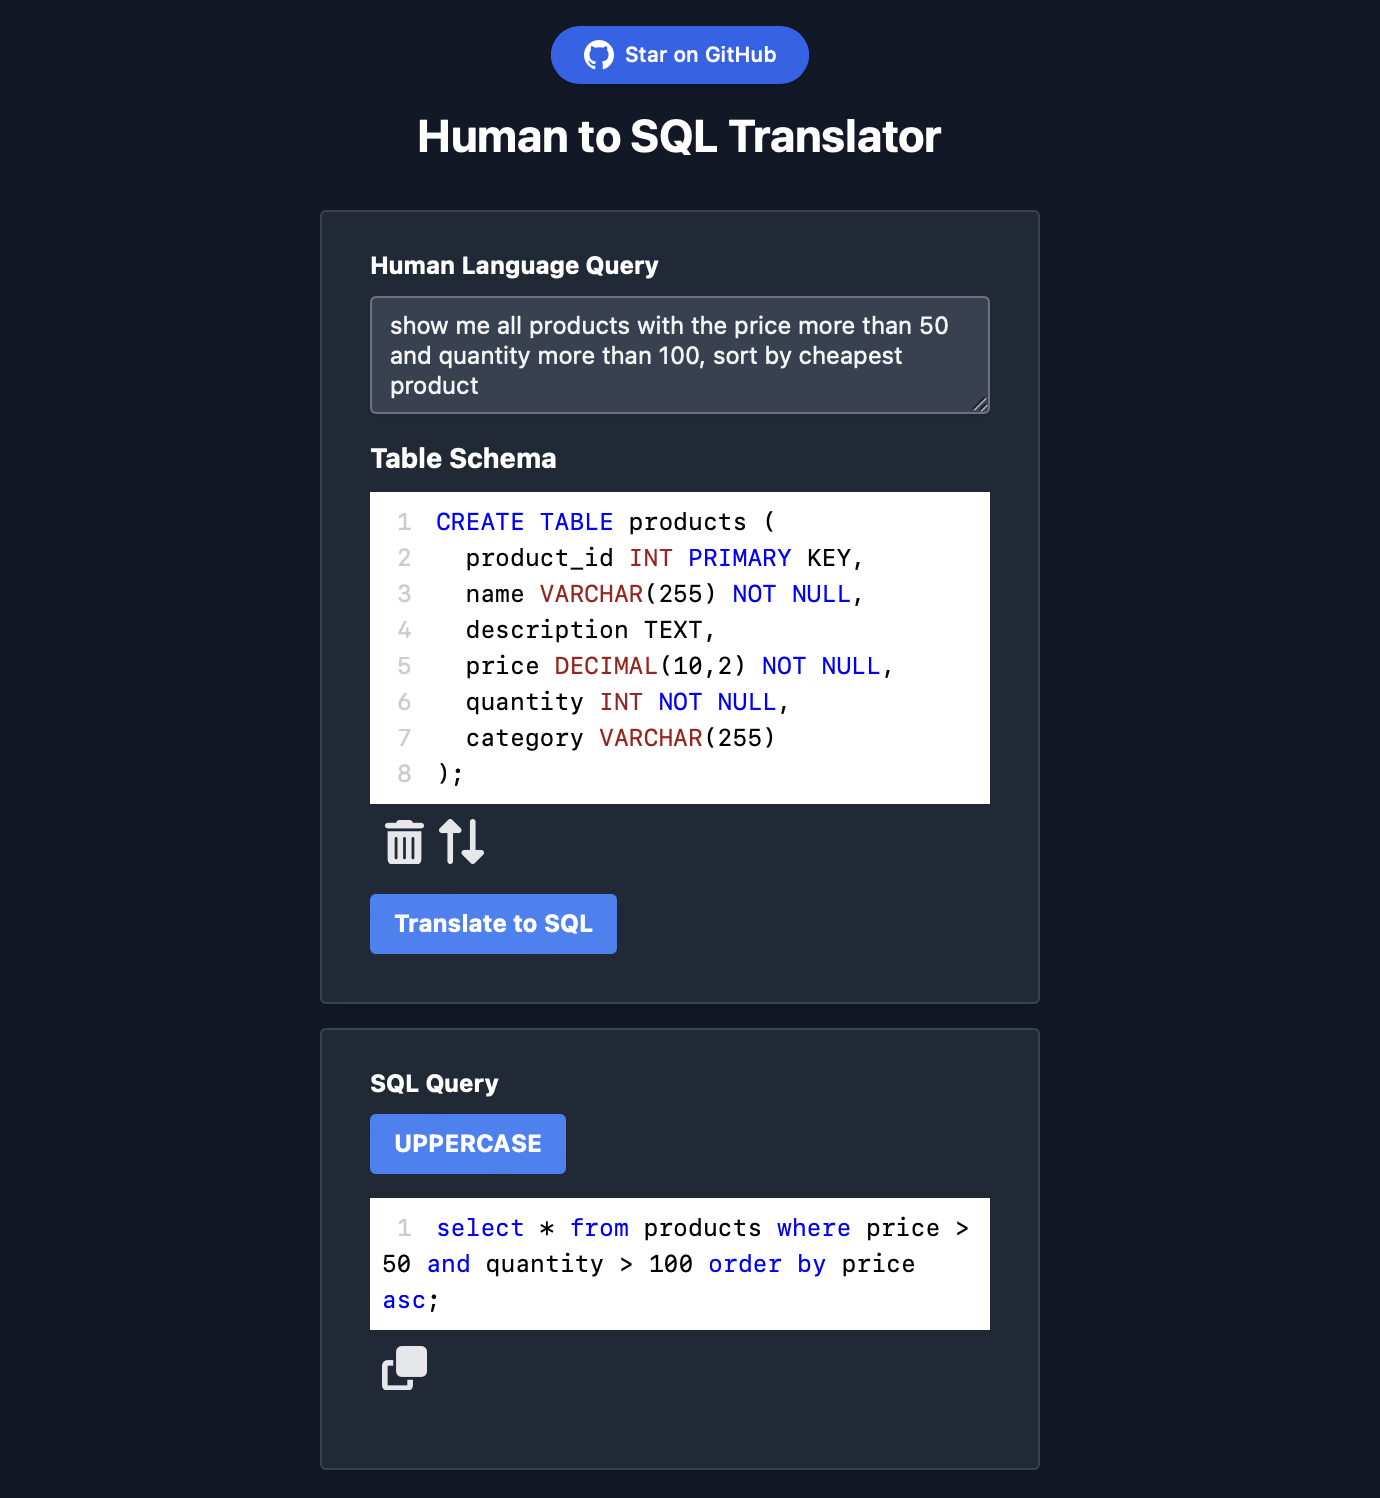 Star on GitHub
Human to SQL Translator
Human Language Query
show me all products with the price more than 50
and quantity more than 100, sort by cheapest
product
Table Schema
1 CREATE TABLE products (
2   product_id INT PRIMARY KEY,
3   name VARCHAR(255) NOT NULL,
4   description TEXT,
5   price DECIMAL(10,2) NOT NULL,
6   quantity INT NOT NULL,
7   category VARCHAR(255)
8 );
Translate to SQL
SQL Query
UPPERCASE
1 select * from products where price >
50 and quantity > 100 order by price
asc;